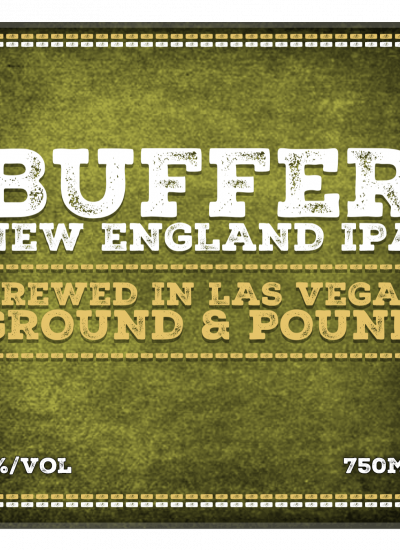 BUFFER
NEW ENGLAND IPA
REWED IN LAS VEGA
GROUND & POUN
%/VOL
750M